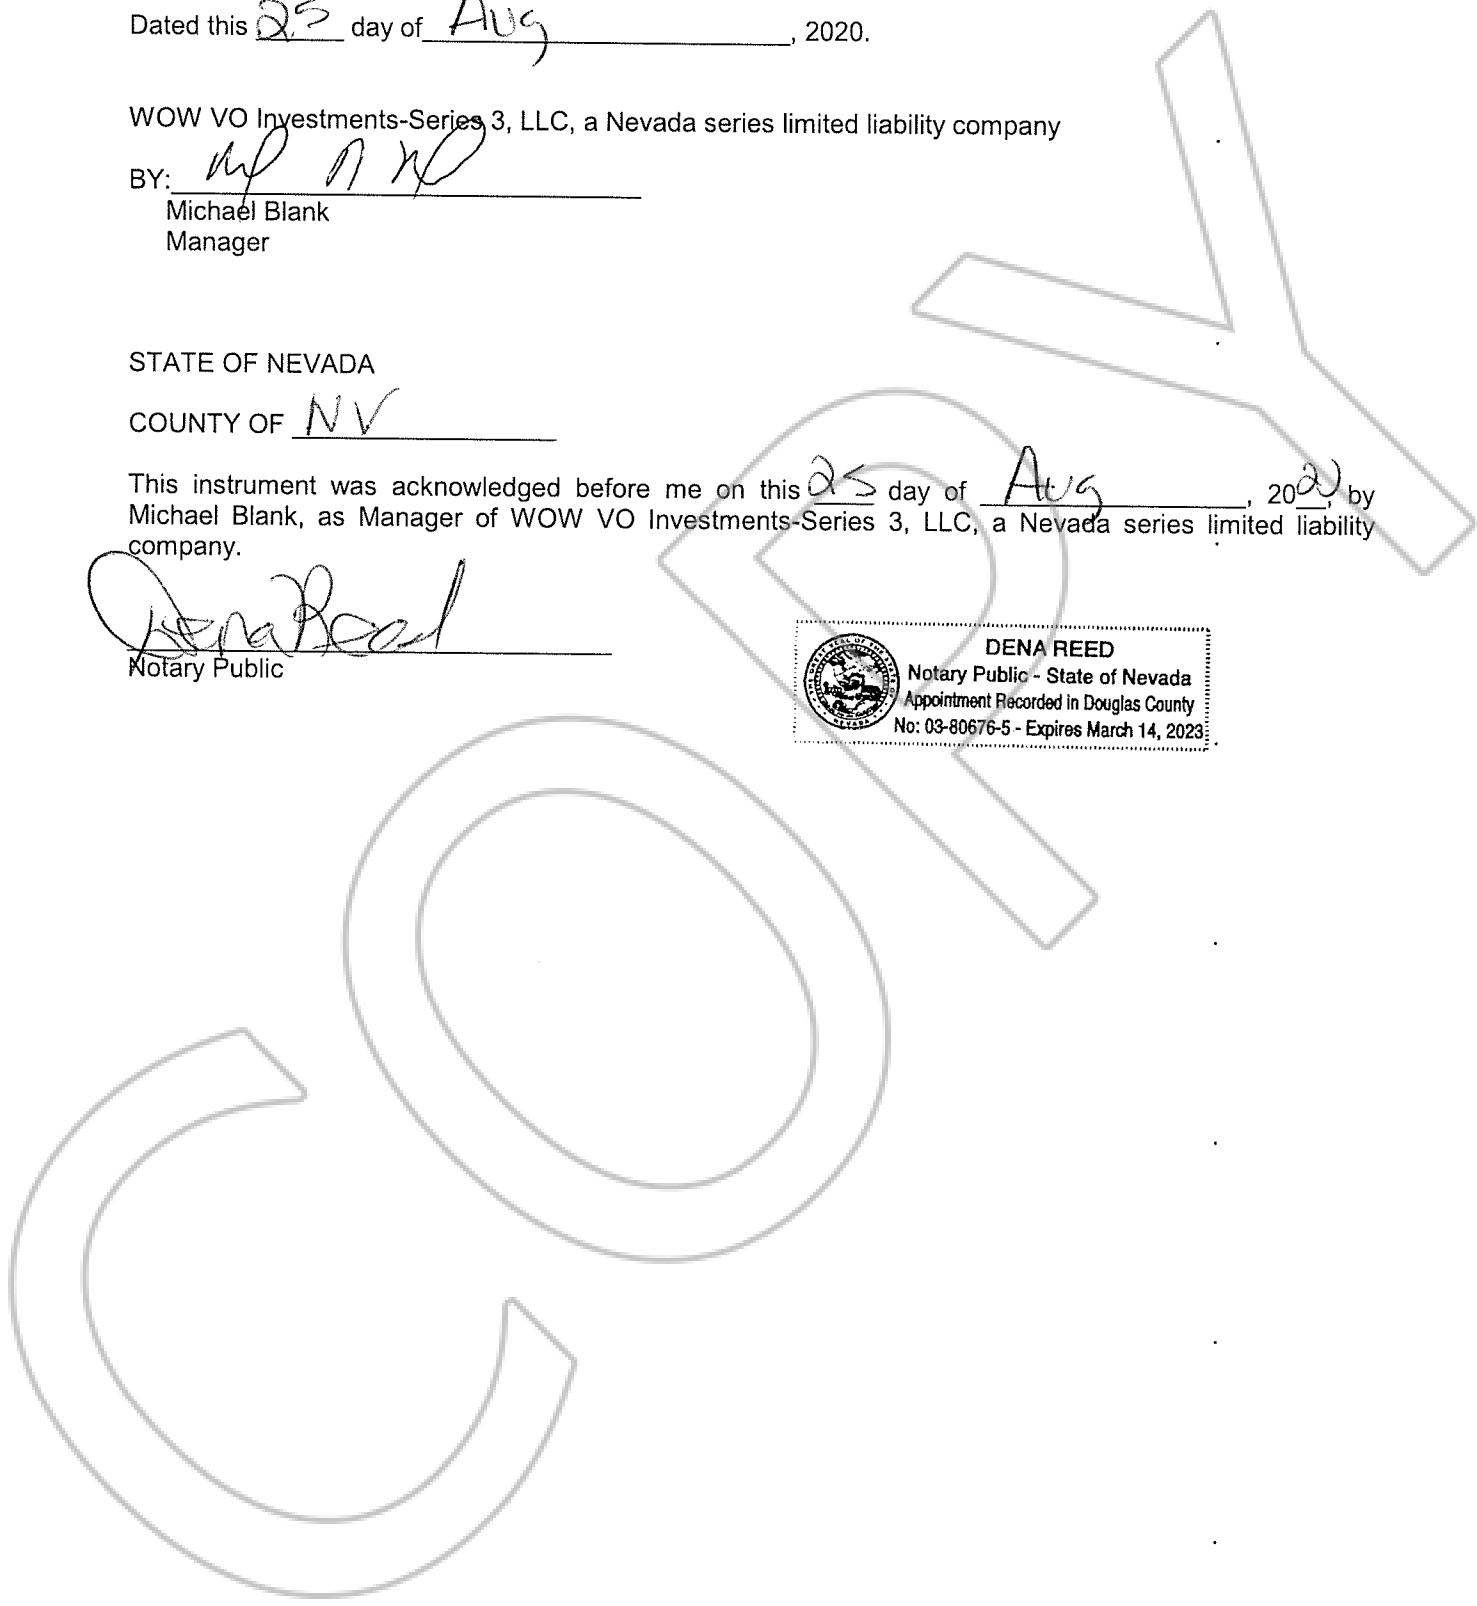 Dated this 25 day of Aug, 2020.
WOW VO Investments-Series 3, LLC, a Nevada series limited liability company
BY:
Michael Blank
Manager
STATE OF NEVADA
COUNTY OF NV
This instrument was acknowledged before me on this 25 day of Aug, 2020, by
Michael Blank, as Manager of WOW VO Investments-Series 3, LLC, a Nevada series limited liability
company.
Dena Reed
Notary Public
DENA REED
Notary Public - State of Nevada
Appointment Recorded in Douglas County
No: 03-80676-5 - Expires March 14, 2023
COPY